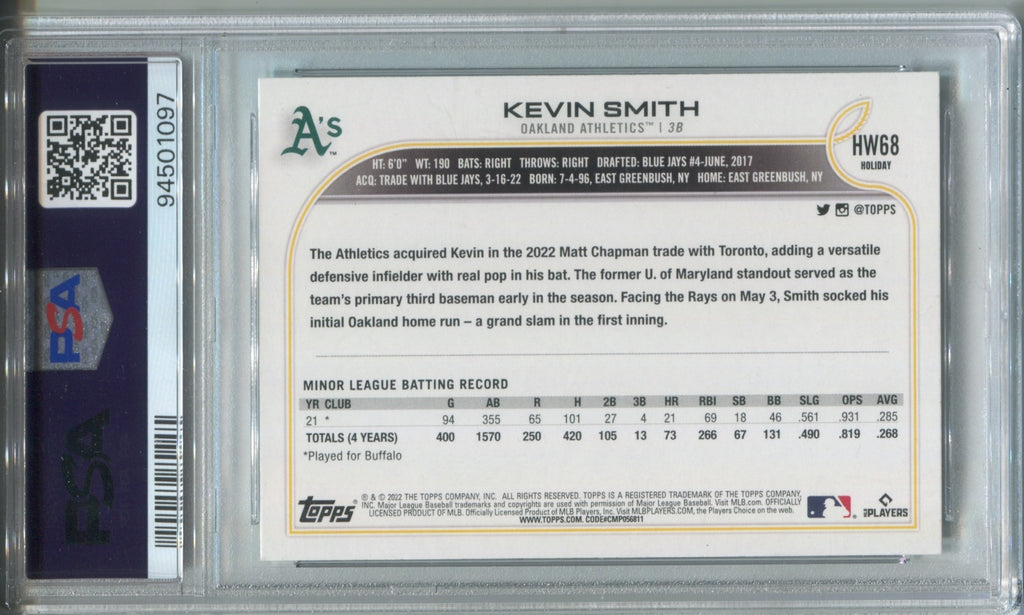 94501097
PSA
PSA
A's™
KEVIN SMITH
OAKLAND ATHLETICS™ | 3B
HW68
HOLIDAY
HT: 6'0" WT: 190 BATS: RIGHT THROWS: RIGHT DRAFTED: BLUE JAYS #4-JUNE, 2017
ACQ: TRADE WITH BLUE JAYS, 3-16-22 BORN: 7-4-96, EAST GREENBUSH, NY HOME: EAST GREENBUSH, NY
@TOPPS
The Athletics acquired Kevin in the 2022 Matt Chapman trade with Toronto, adding a versatile
defensive infielder with real pop in his bat. The former U. of Maryland standout served as the
team's primary third baseman early in the season. Facing the Rays on May 3, Smith socked his
initial Oakland home run – a grand slam in the first inning.
MINOR LEAGUE BATTING RECORD
YR CLUB G AB R H 2B 3B HR RBI SB BB SLG OPS AVG
21 * 94 355 65 101 27 4 21 69 18 46 .561 .931 .285
TOTALS (4 YEARS) 400 1570 250 420 105 13 73 266 67 131 .490 .819 .268
*Played for Buffalo
TOPPS® ® & © 2022 THE TOPPS COMPANY, INC. ALL RIGHTS RESERVED. TOPPS IS A REGISTERED TRADEMARK OF THE TOPPS COMPANY,
INC. Major League Baseball trademarks and copyrights are used with permission of Major League Baseball. Visit MLB.com. OFFICIALLY
LICENSED PRODUCT OF MLB. Officially Licensed Product of MLB Players, Inc. Visit MLBPLAYERS.COM, the Players Choice on the web.
WWW.TOPPS.COM. CODE#CMP056811
MLBPLAYERS